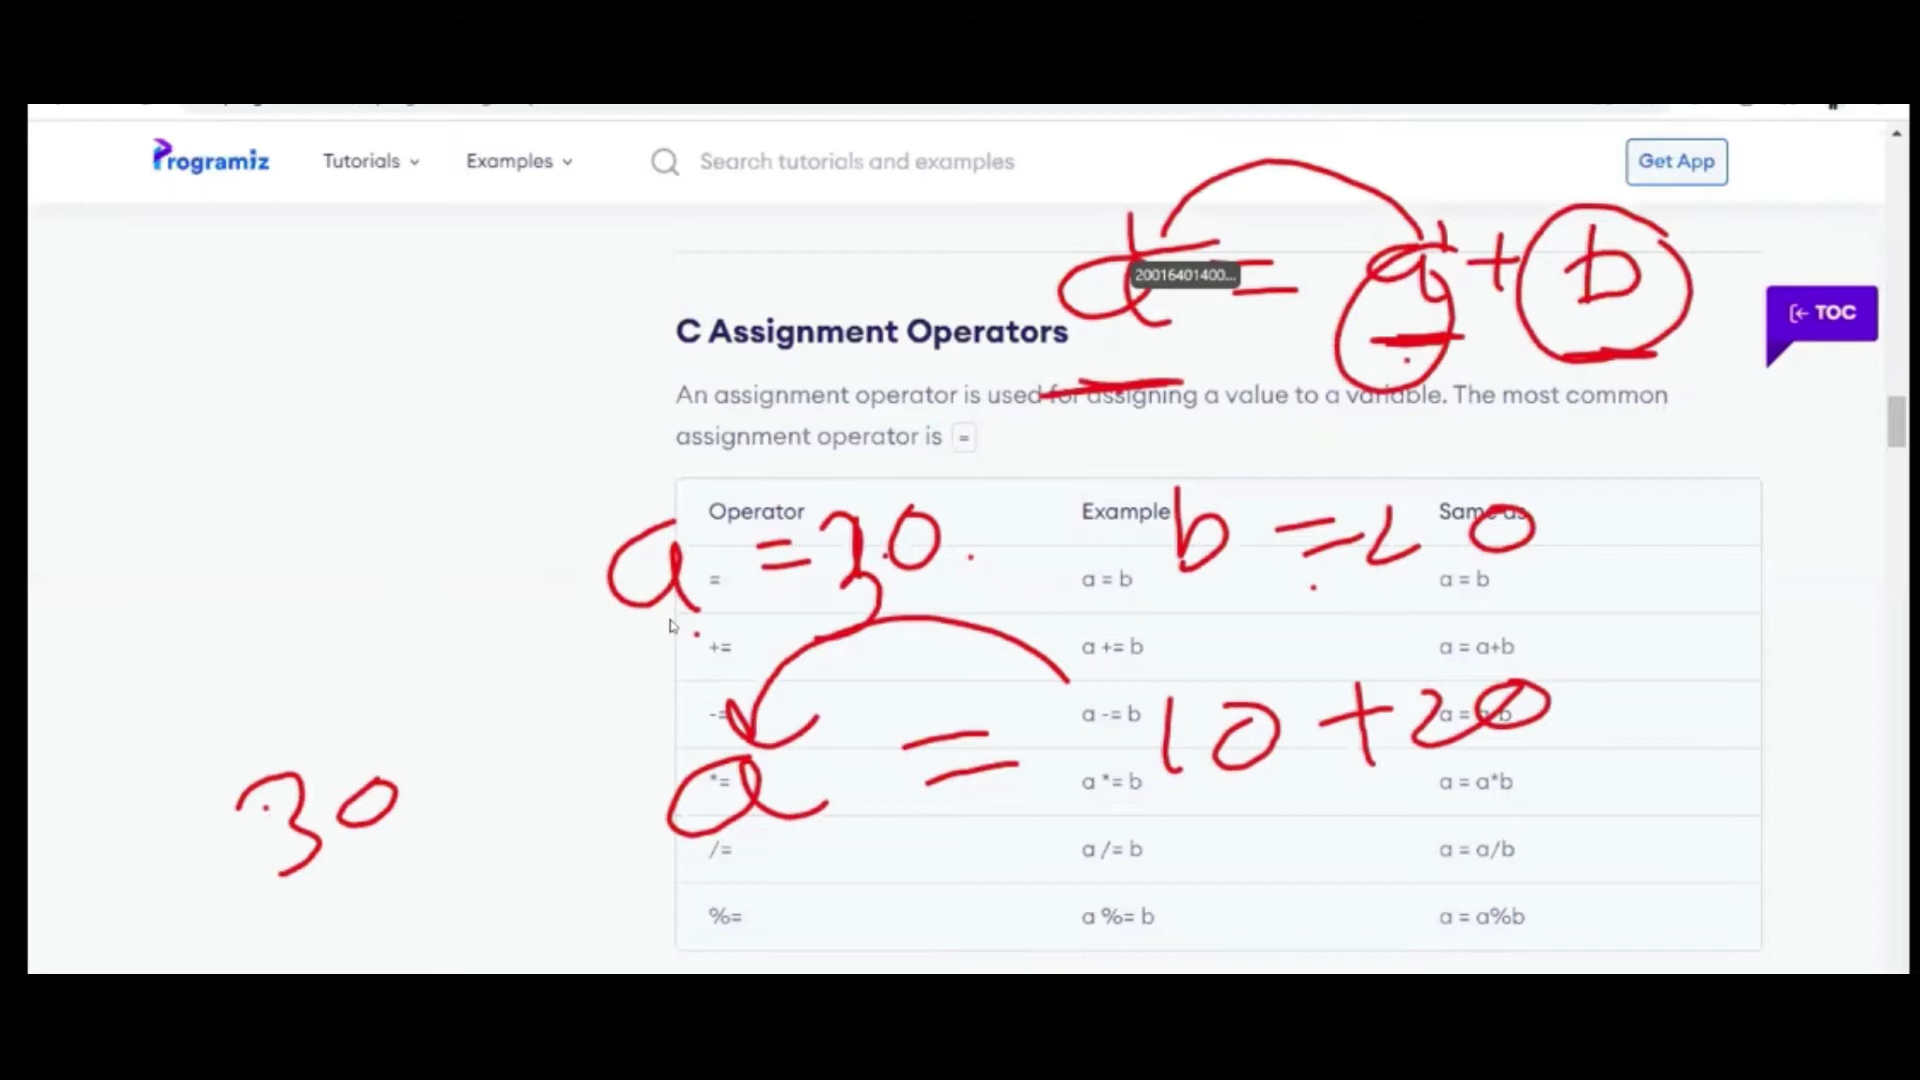 Programiz Tutorials Examples Search tutorials and examples Get App
a = a + b
20016401400...
TOC
C Assignment Operators
An assignment operator is used for assigning a value to a variable. The most common
assignment operator is =
Operator Example Same as
a = 30 b = 20
= a = b a = b
+= a += b a = a+b
-= a -= b a = a-b
a = 10 + 20
*= a *= b a = a*b
30
/= a /= b a = a/b
%= a %= b a = a%b